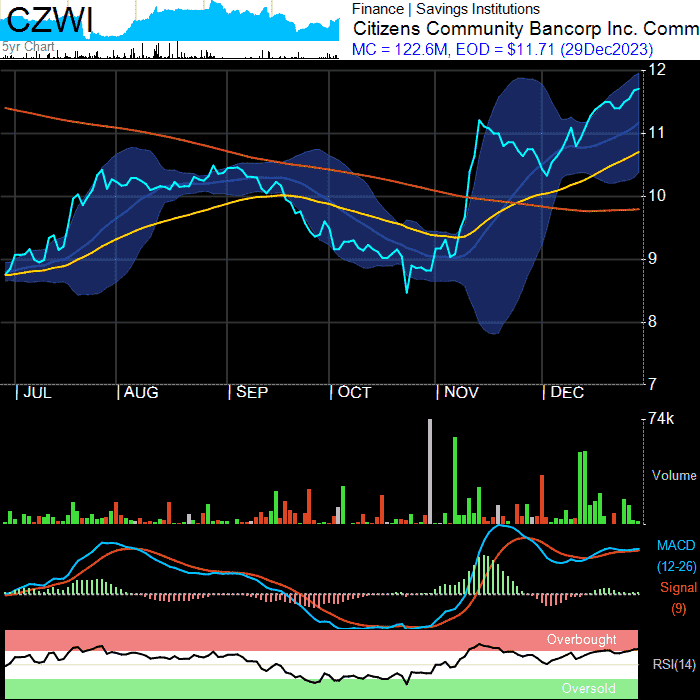 CZWI
5yr Chart
Finance | Savings Institutions
Citizens Community Bancorp Inc. Comm
MC = 122.6M, EOD = $11.71 (29Dec2023)
12
11
10
9
8
7
JUL AUG SEP OCT NOV DEC
74k
Volume
MACD
(12-26)
Signal
(9)
Overbought
RSI(14)
Oversold